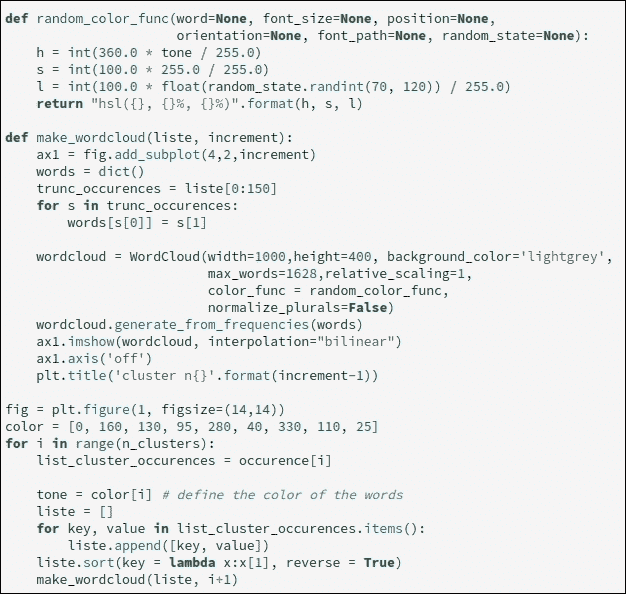 def random_color_func(word=None, font_size=None, position=None,
                      orientation=None, font_path=None, random_state=None):
    h = int(360.0 * tone / 255.0)
    s = int(100.0 * 255.0 / 255.0)
    l = int(100.0 * float(random_state.randint(70, 120)) / 255.0)
    return "hsl({}, {}%, {}%)".format(h, s, l)

def make_wordcloud(liste, increment):
    ax1 = fig.add_subplot(4,2,increment)
    words = dict()
    trunc_occurences = liste[0:150]
    for s in trunc_occurences:
        words[s[0]] = s[1]

    wordcloud = WordCloud(width=1000,height=400, background_color='lightgrey',
                          max_words=1628,relative_scaling=1,
                          color_func = random_color_func,
                          normalize_plurals=False)
    wordcloud.generate_from_frequencies(words)
    ax1.imshow(wordcloud, interpolation="bilinear")
    ax1.axis('off')
    plt.title('cluster n{}'.format(increment-1))

fig = plt.figure(1, figsize=(14,14))
color = [0, 160, 130, 95, 280, 40, 330, 110, 25]
for i in range(n_clusters):
    list_cluster_occurences = occurence[i]

    tone = color[i] # define the color of the words
    liste = []
    for key, value in list_cluster_occurences.items():
        liste.append([key, value])
    liste.sort(key = lambda x:x[1], reverse = True)
    make_wordcloud(liste, i+1)